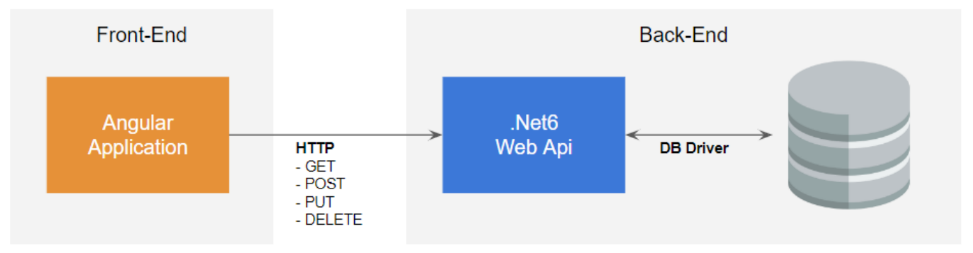 Front-End
Back-End
Angular
Application
HTTP
- GET
- POST
- PUT
- DELETE
.Net6
Web Api
DB Driver